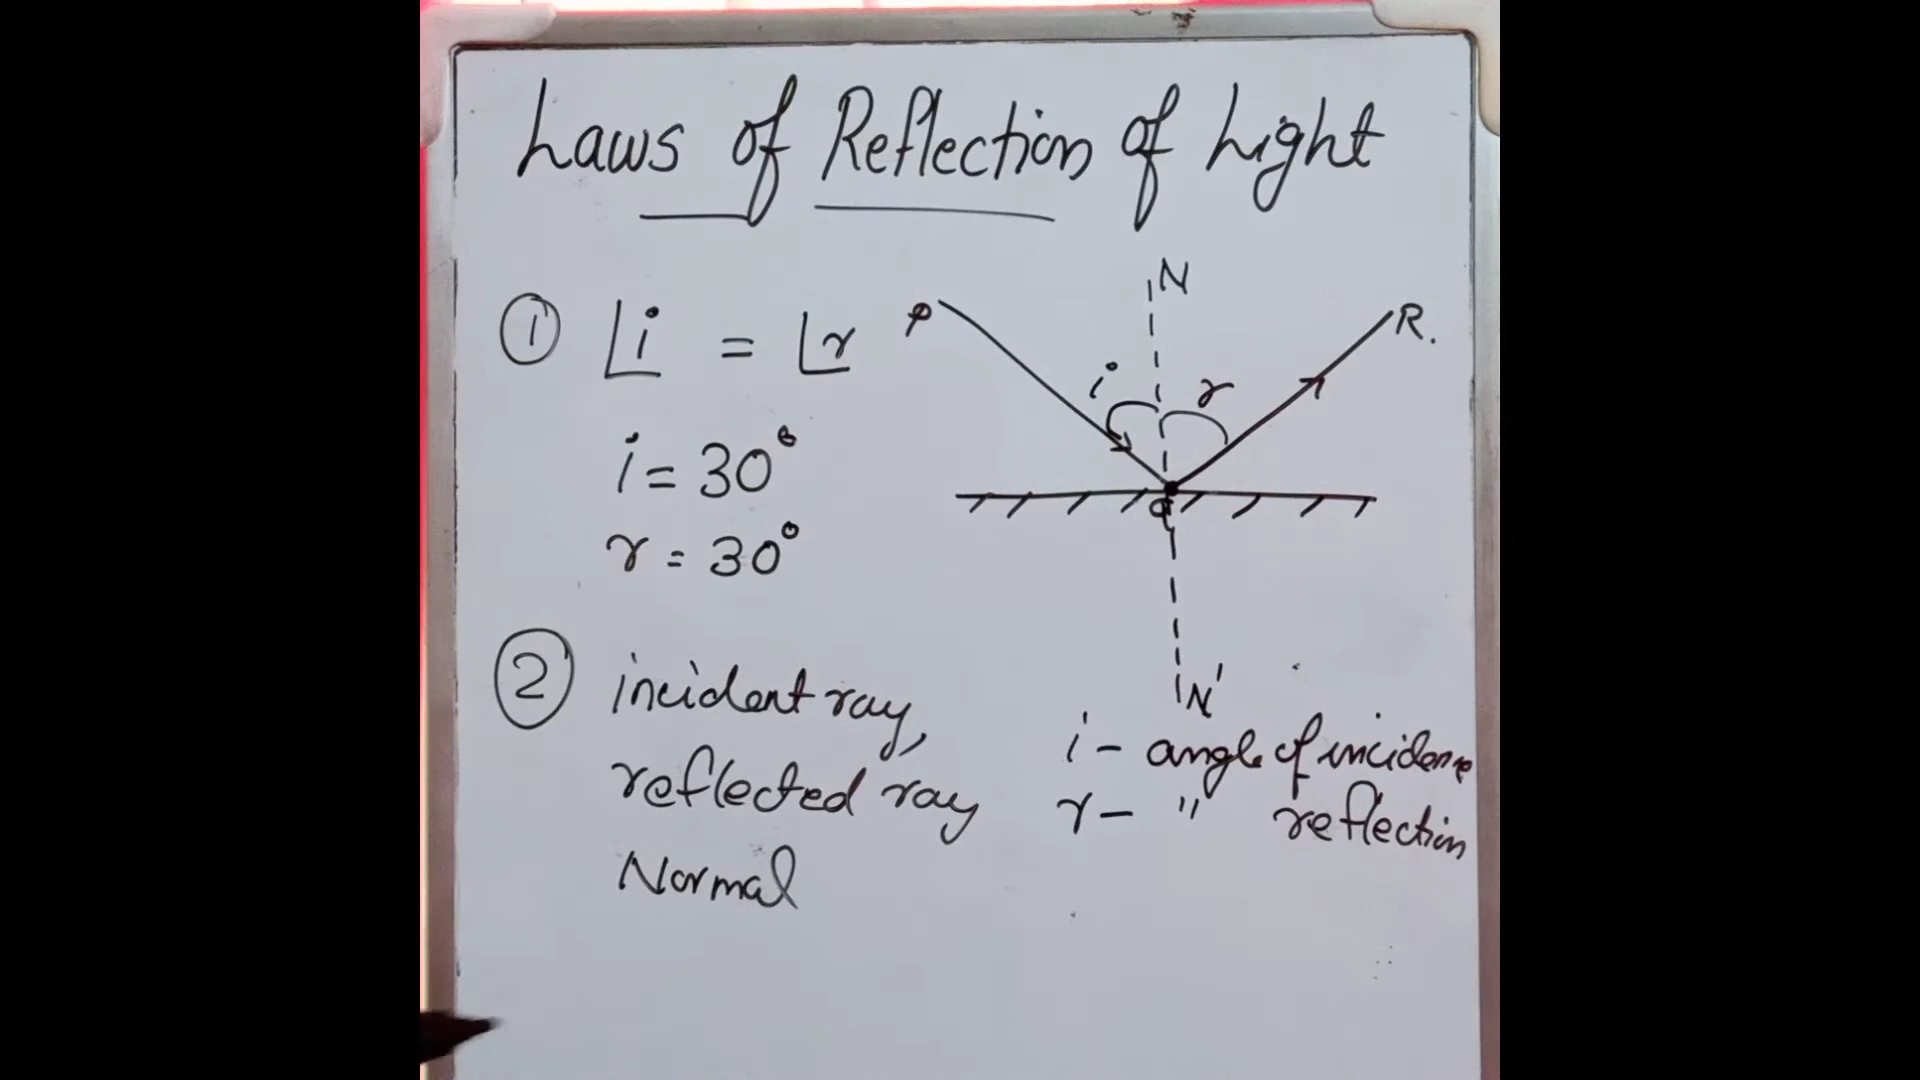 Laws of Reflection of Light
① ∠i = ∠r
i = 30°
r = 30°
N
P
R.
i
r
Q
N'
② incident ray,
reflected ray
Normal
i - angle of incidence
r - " reflection